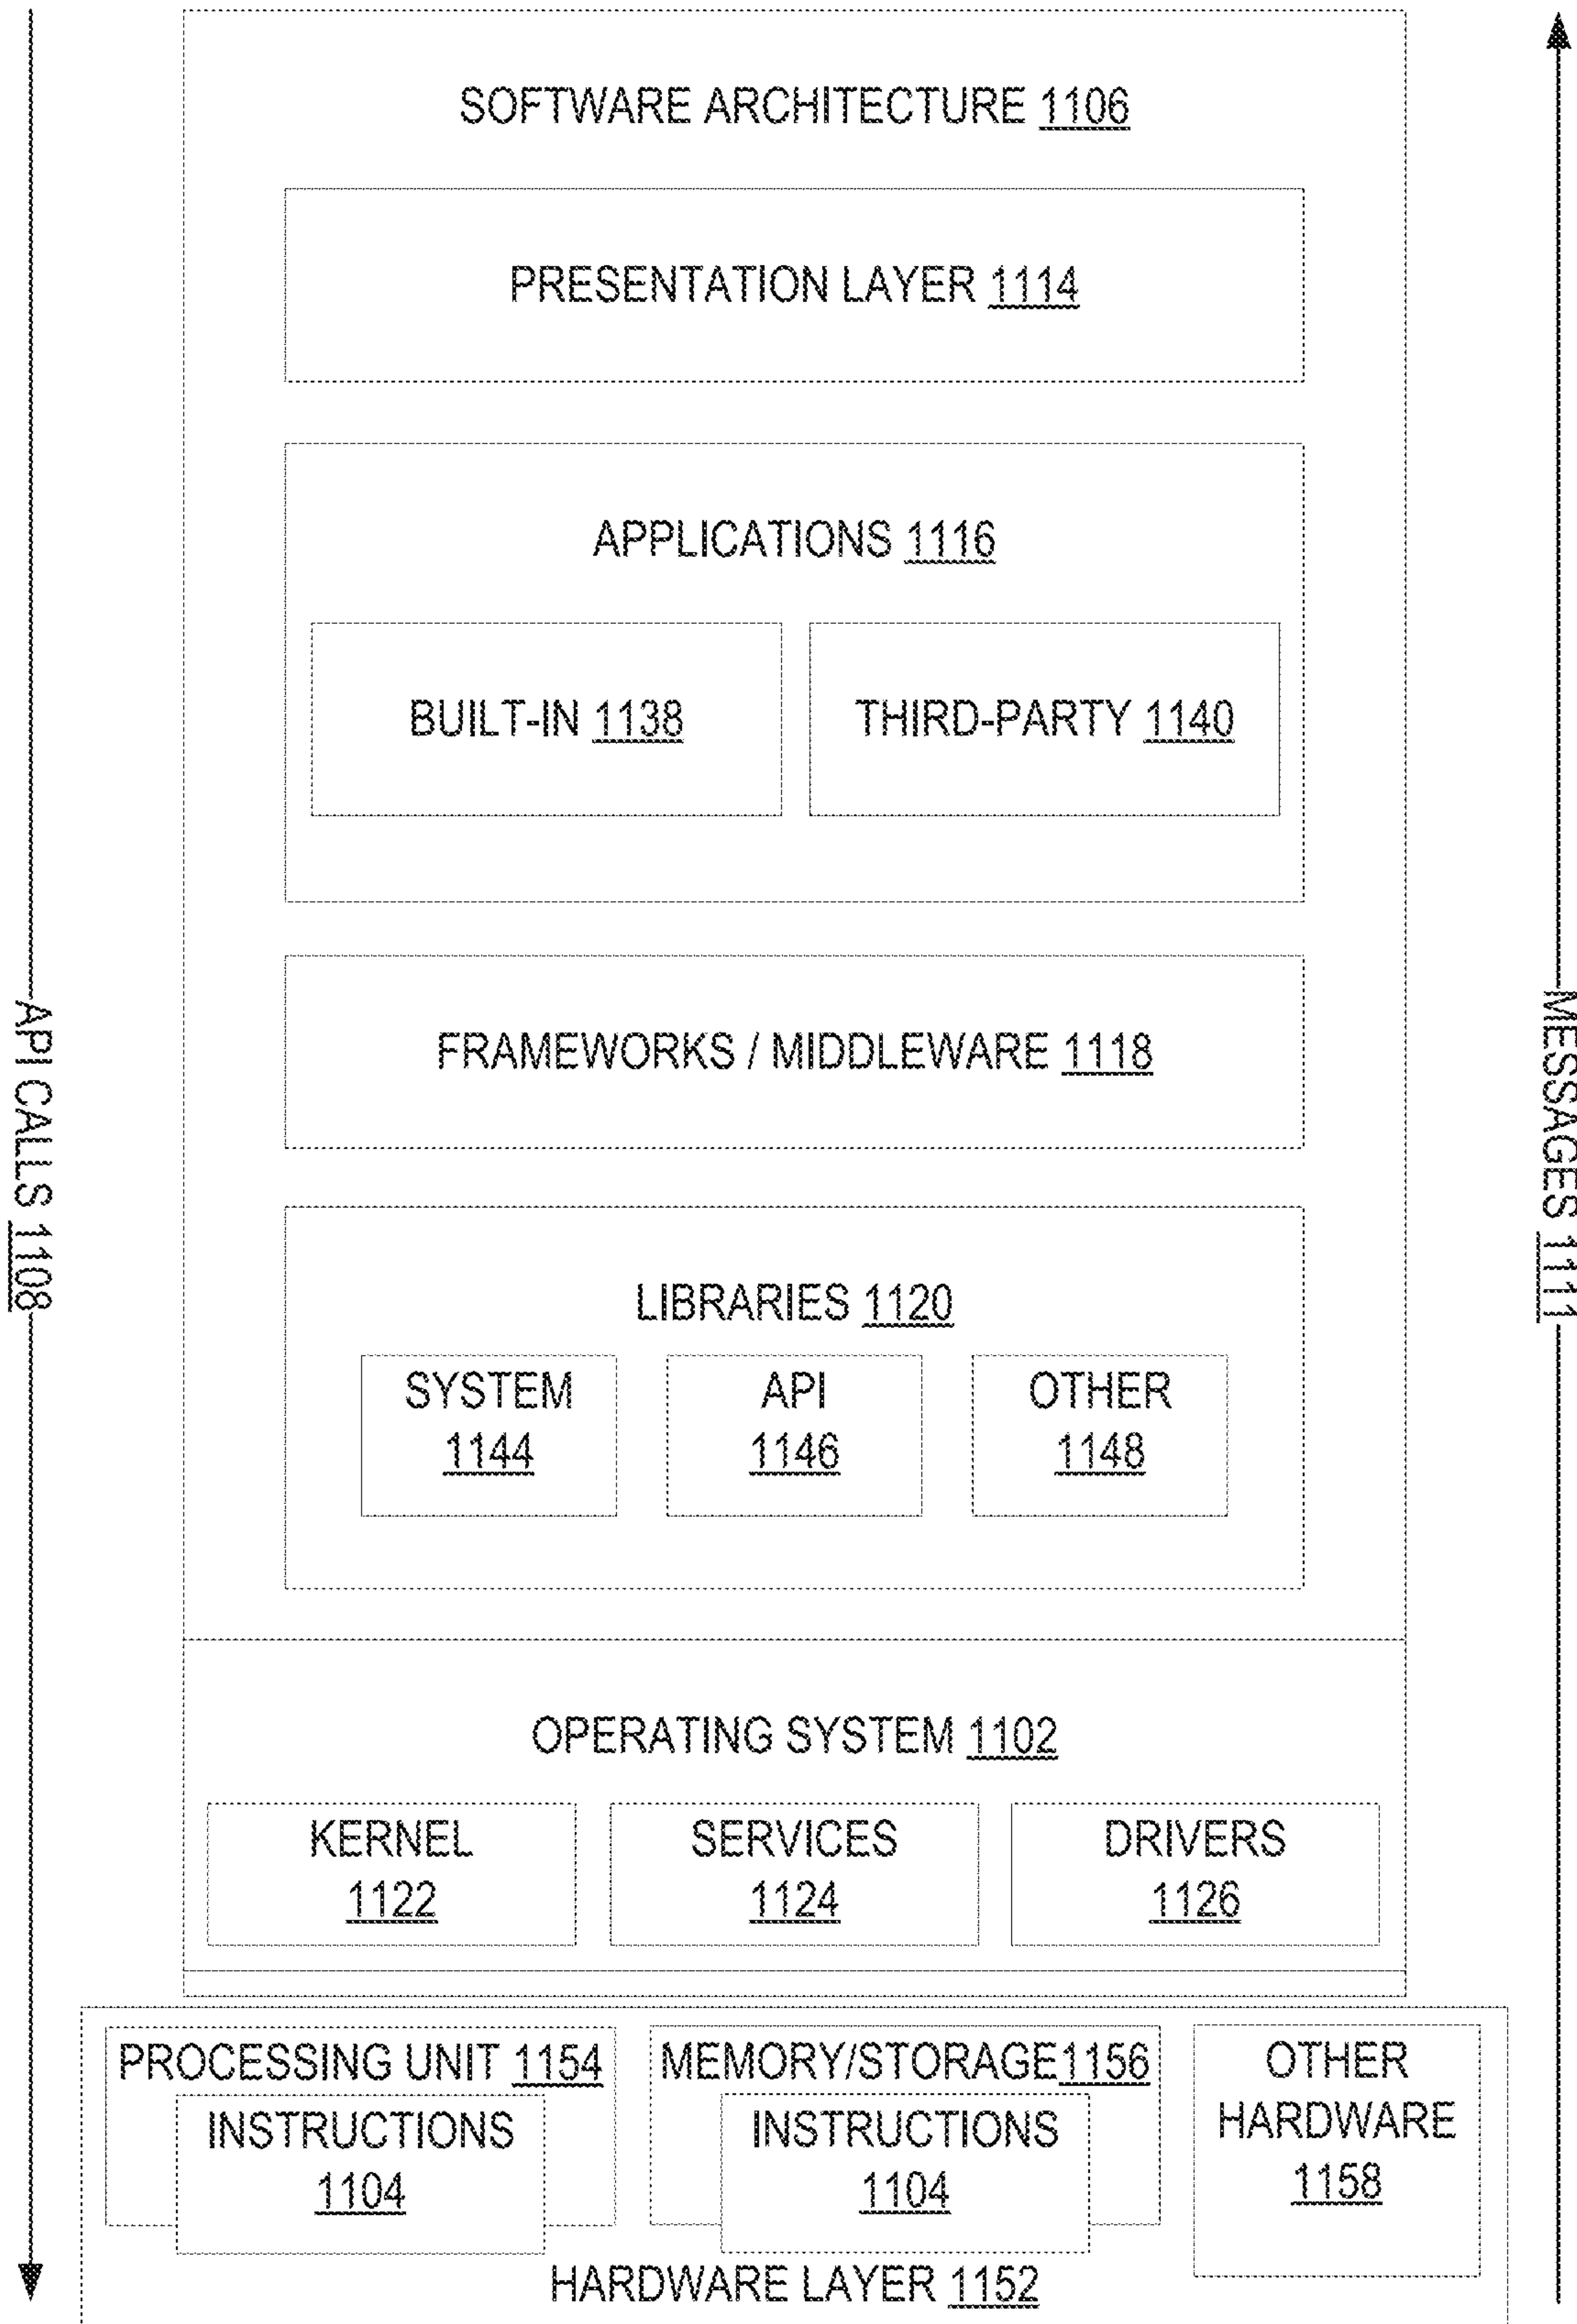 SOFTWARE ARCHITECTURE 1106
PRESENTATION LAYER 1114
APPLICATIONS 1116
BUILT-IN 1138
THIRD-PARTY 1140
FRAMEWORKS / MIDDLEWARE 1118
API CALLS 1108
MESSAGES 1111
LIBRARIES 1120
SYSTEM
1144
API
1146
OTHER
1148
OPERATING SYSTEM 1102
KERNEL
1122
SERVICES
1124
DRIVERS
1126
PROCESSING UNIT 1154
INSTRUCTIONS
1104
MEMORY/STORAGE1156
INSTRUCTIONS
1104
OTHER
HARDWARE
1158
HARDWARE LAYER 1152